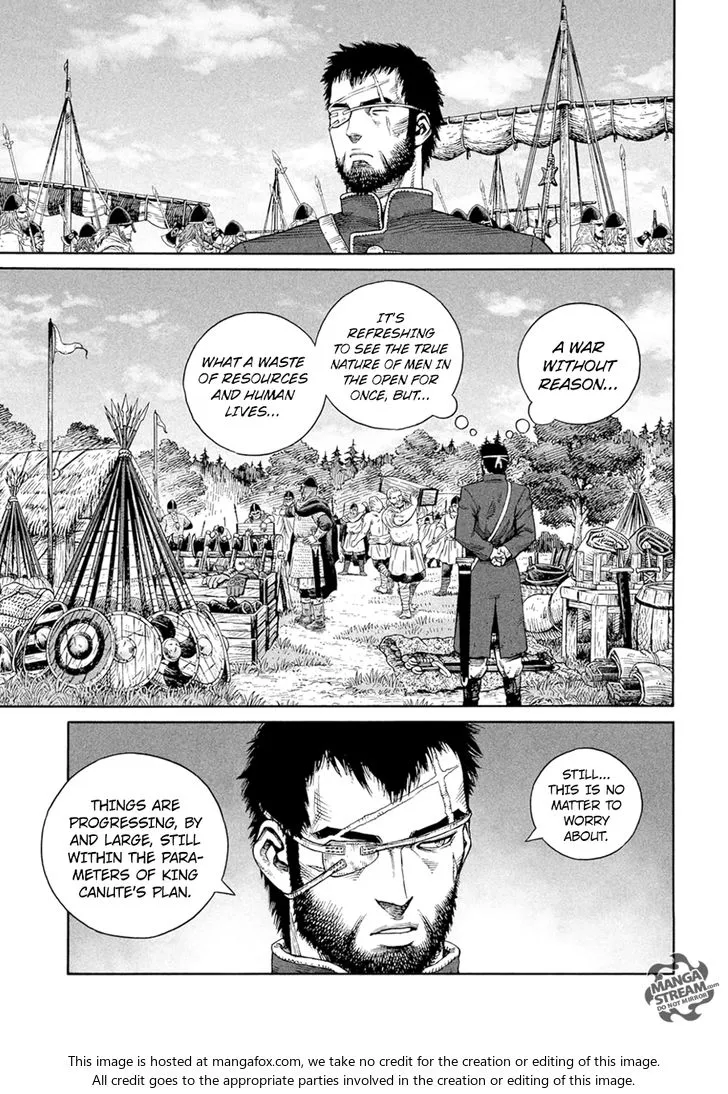 A WAR
WITHOUT
REASON...
IT'S
REFRESHING
TO SEE THE TRUE
NATURE OF MEN IN
THE OPEN FOR
ONCE, BUT...
WHAT A WASTE
OF RESOURCES
AND HUMAN
LIVES...
STILL...
THIS IS NO
MATTER TO
WORRY
ABOUT.
THINGS ARE
PROGRESSING, BY
AND LARGE, STILL
WITHIN THE PARA-
METERS OF KING
CANUTE'S PLAN.
MANGA
STREAM.com
DO NOT MIRROR
This image is hosted at mangafox.com, we take no credit for the creation or editing of this image.
All credit goes to the appropriate parties involved in the creation or editing of this image.